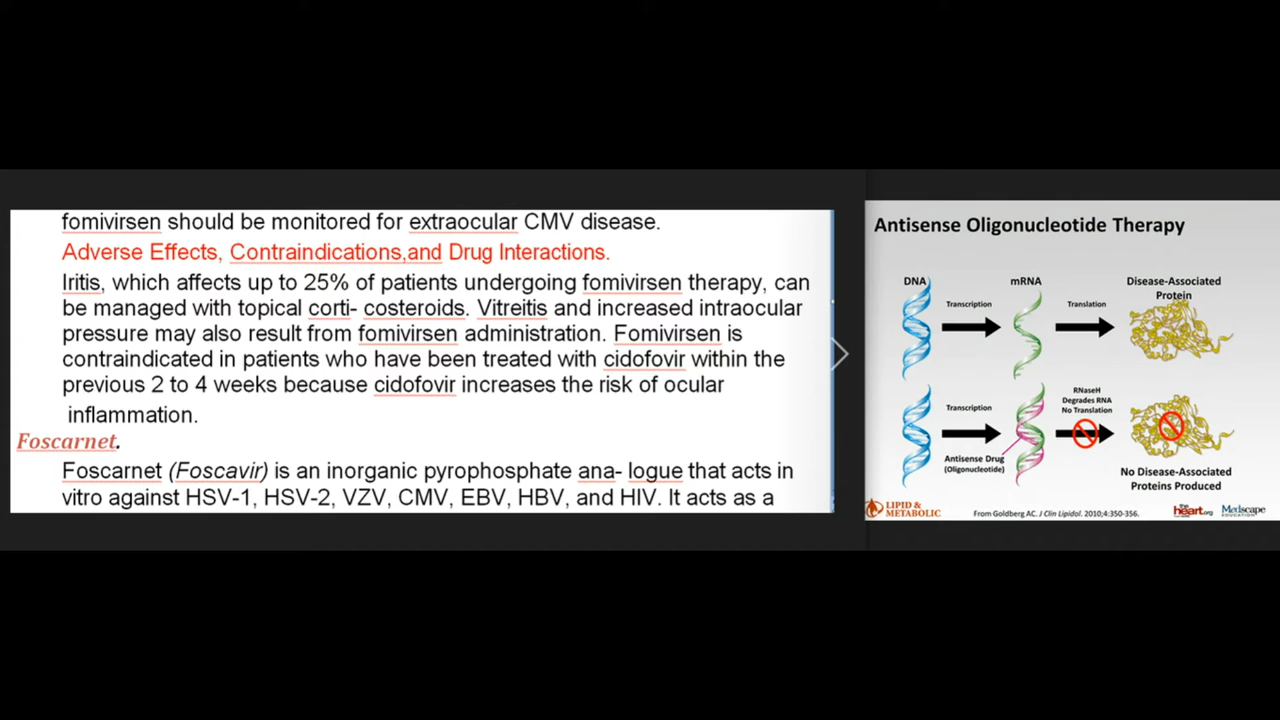 fomivirsen should be monitored for extraocular CMV disease.
Adverse Effects, Contraindications,and Drug Interactions.
Iritis, which affects up to 25% of patients undergoing fomivirsen therapy, can
be managed with topical corti- costeroids. Vitreitis and increased intraocular
pressure may also result from fomivirsen administration. Fomivirsen is
contraindicated in patients who have been treated with cidofovir within the
previous 2 to 4 weeks because cidofovir increases the risk of ocular
inflammation.
Foscarnet.
Foscarnet (Foscavir) is an inorganic pyrophosphate ana- logue that acts in
vitro against HSV-1, HSV-2, VZV, CMV, EBV, HBV, and HIV. It acts as a
Antisense Oligonucleotide Therapy
DNA
Transcription
mRNA
Translation
Disease-Associated
Protein
Transcription
Antisense Drug
(Oligonucleotide)
RNaseH
Degrades RNA
No Translation
No Disease-Associated
Proteins Produced
LIPID &
METABOLIC
From Goldberg AC. J Clin Lipidol. 2010;4:350-356.
theheart.org
Medscape
EDUCATION